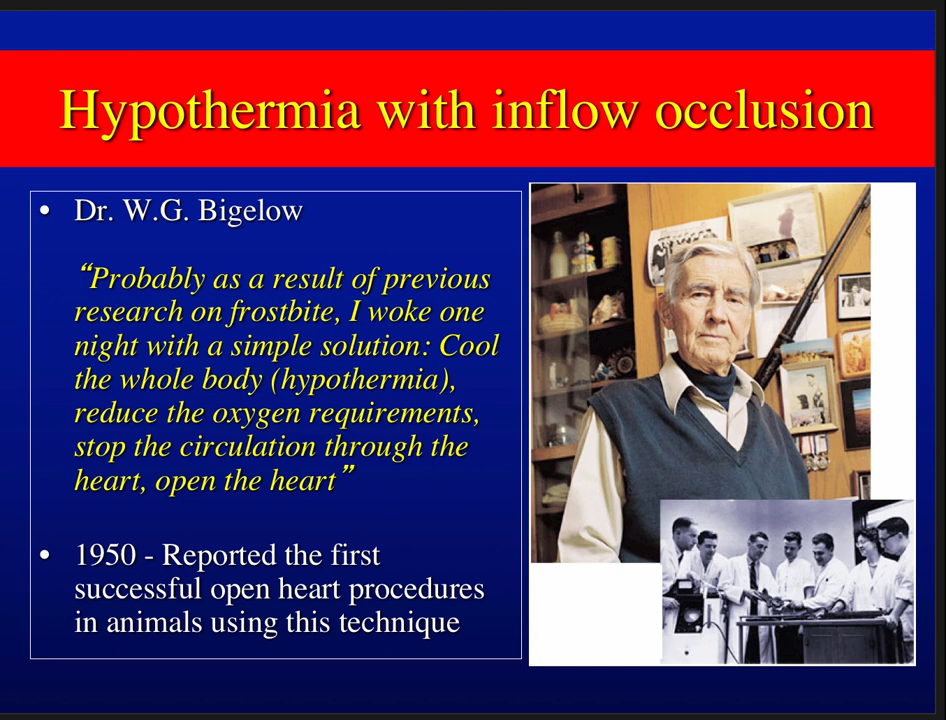 Hypothermia with inflow occlusion
• Dr. W.G. Bigelow
“Probably as a result of previous
research on frostbite, I woke one
night with a simple solution: Cool
the whole body (hypothermia),
reduce the oxygen requirements,
stop the circulation through the
heart, open the heart”
• 1950 - Reported the first
successful open heart procedures
in animals using this technique